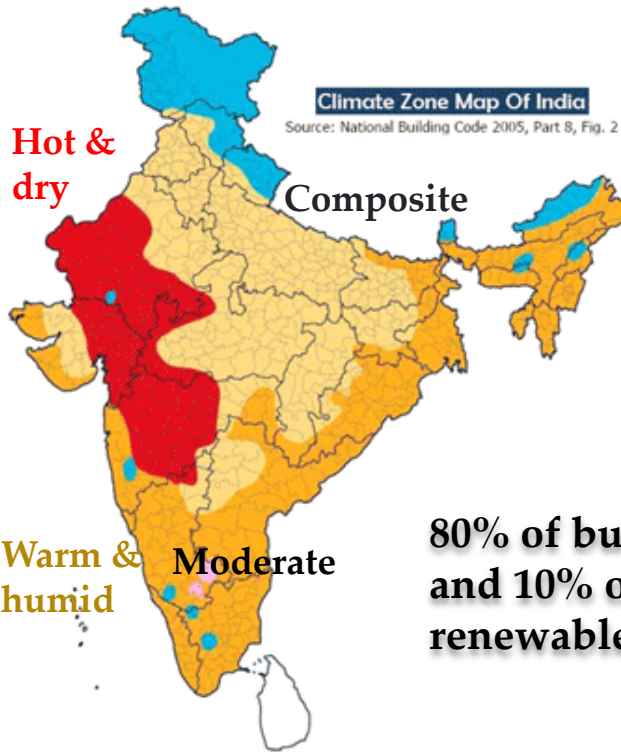 Climate Zone Map Of India
Source: National Building Code 2005, Part 8, Fig. 2
Hot &
dry
Composite
Warm &
humid
Moderate
80% of bu
and 10% o
renewable